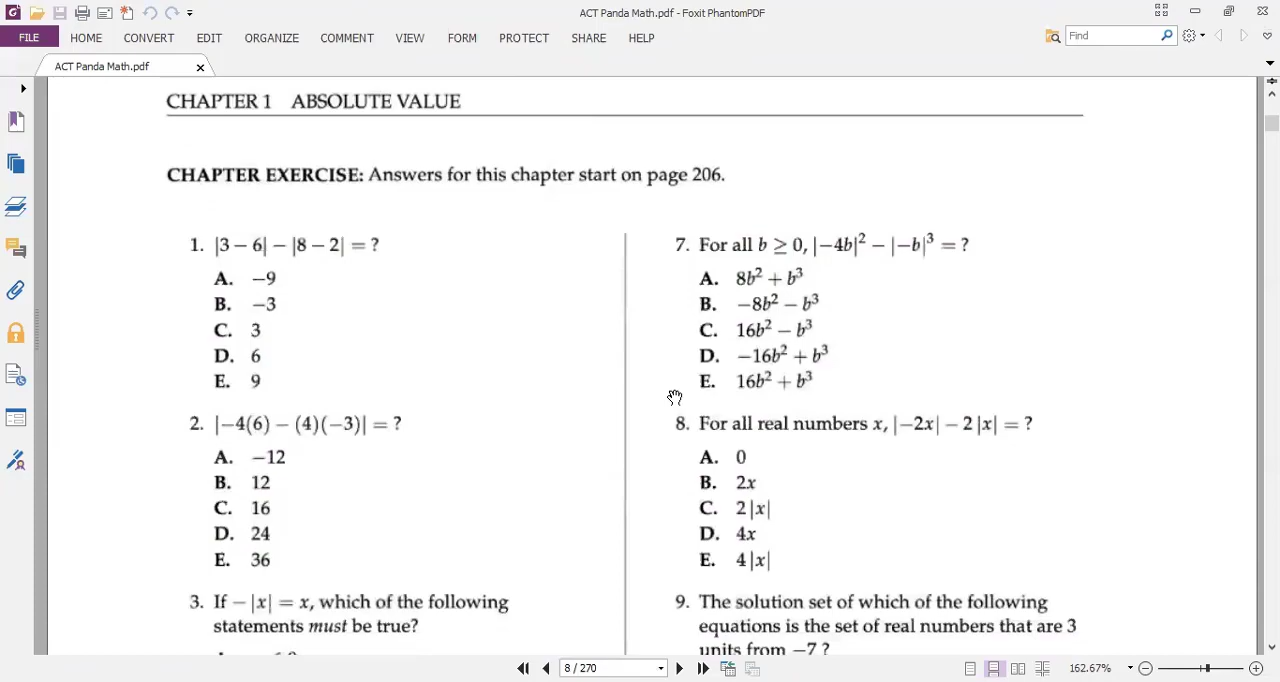 ACT Panda Math.pdf - Foxit PhantomPDF
FILE HOME CONVERT EDIT ORGANIZE COMMENT VIEW FORM PROTECT SHARE HELP
Find
ACT Panda Math.pdf
CHAPTER 1 ABSOLUTE VALUE
CHAPTER EXERCISE: Answers for this chapter start on page 206.
1. |3 − 6| − |8 − 2| = ?
A. −9
B. −3
C. 3
D. 6
E. 9
2. |−4(6) − (4)(−3)| = ?
A. −12
B. 12
C. 16
D. 24
E. 36
3. If −|x| = x, which of the following
statements must be true?
7. For all b ≥ 0, |−4b|² − |−b|³ = ?
A. 8b² + b³
B. −8b² − b³
C. 16b² − b³
D. −16b² + b³
E. 16b² + b³
8. For all real numbers x, |−2x| − 2 |x| = ?
A. 0
B. 2x
C. 2 |x|
D. 4x
E. 4 |x|
9. The solution set of which of the following
equations is the set of real numbers that are 3
units from −7 ?
8 / 270
162.67%